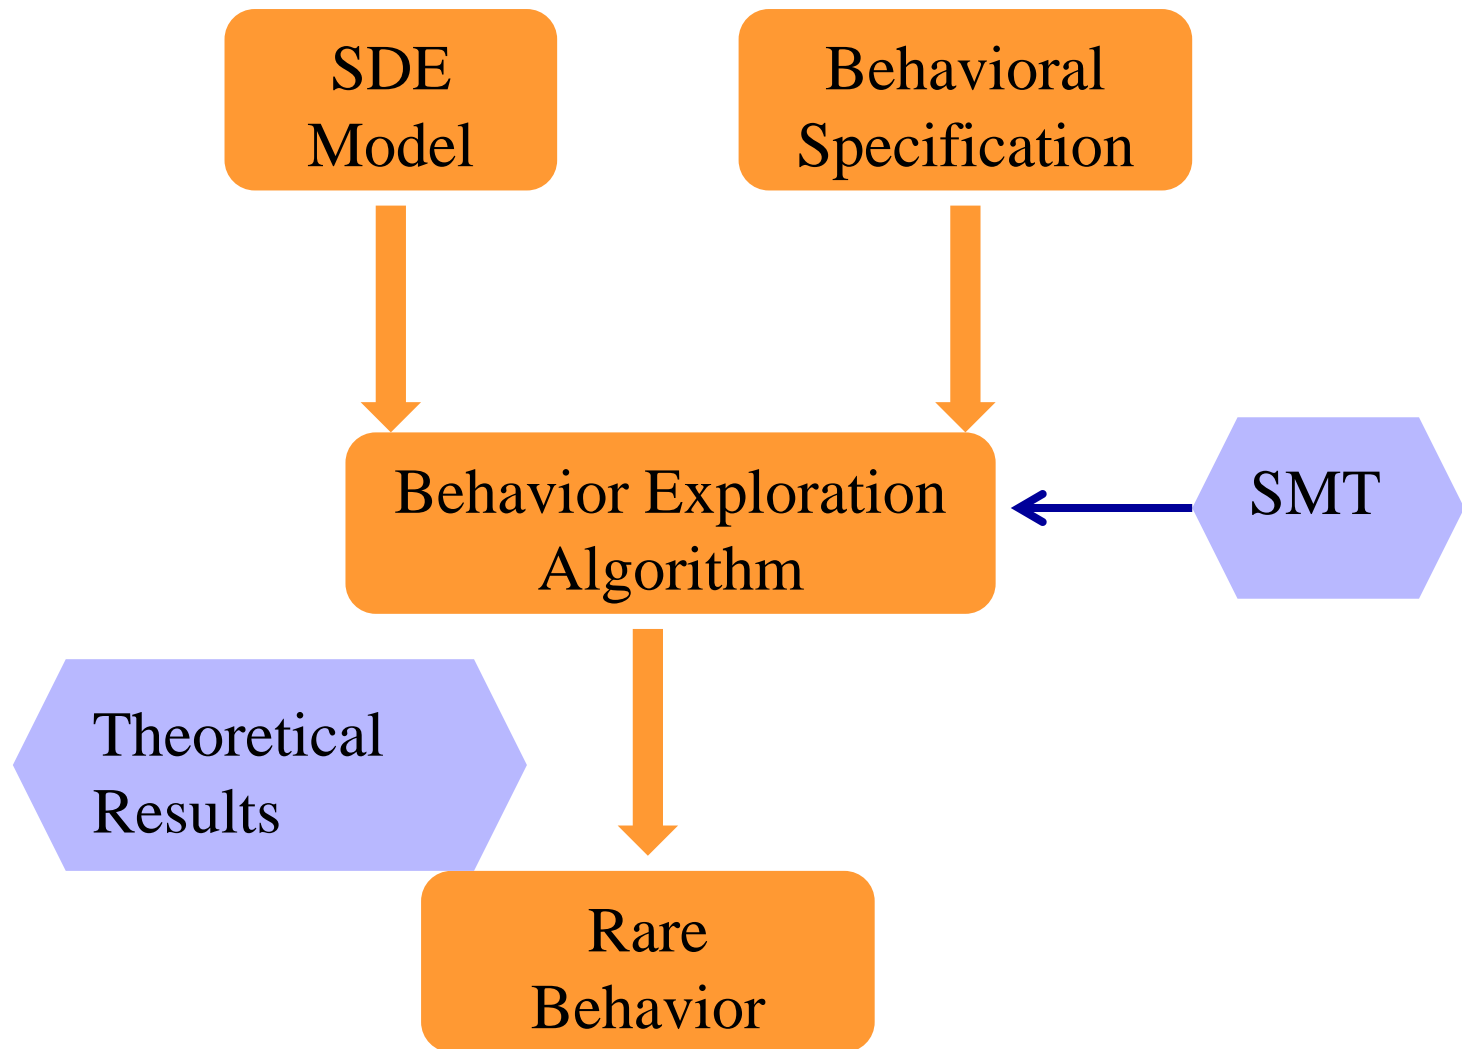 SDE
Model
Behavioral
Specification
Behavior Exploration
Algorithm
SMT
Theoretical
Results
Rare
Behavior